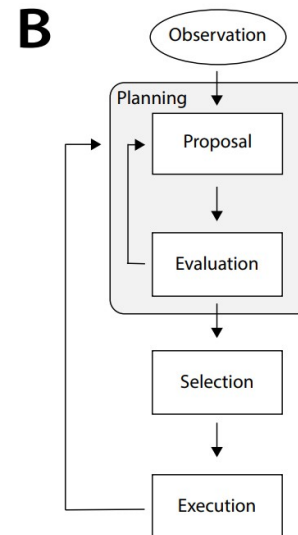 B
Observation
Planning
Proposal
Evaluation
Selection
Execution